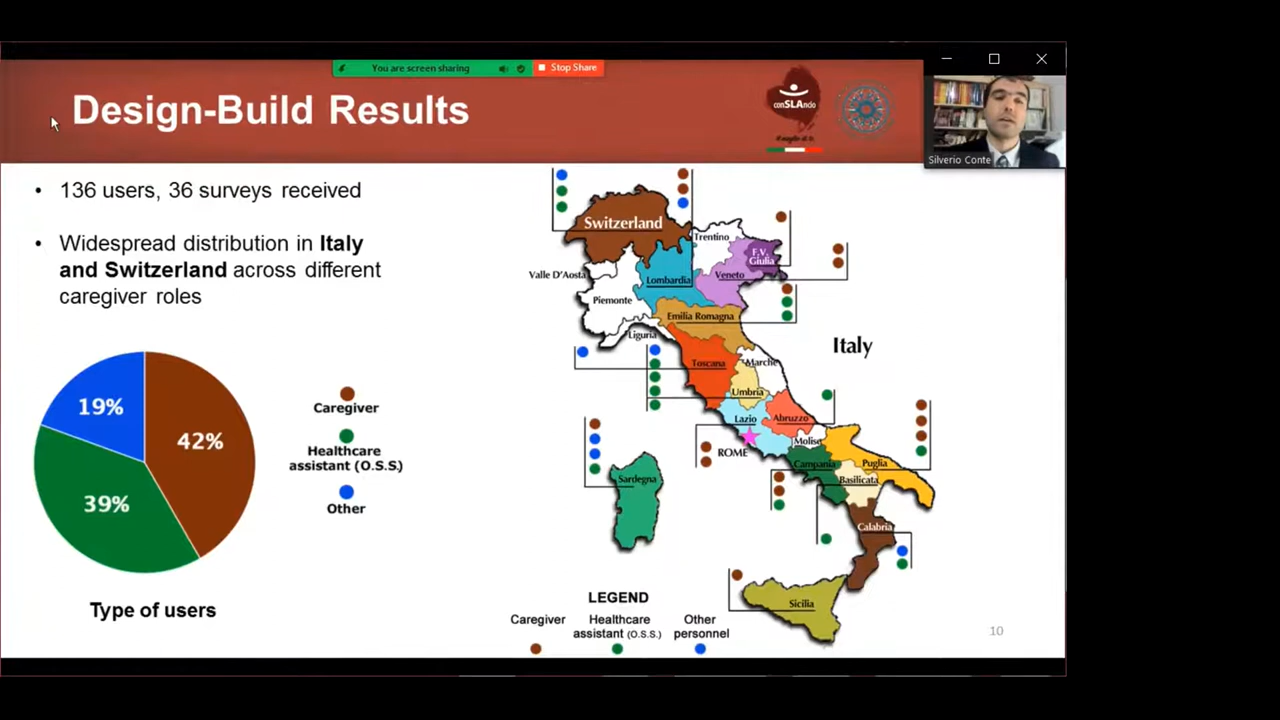 You are screen sharing
Stop Share
Design-Build Results
conSLAndo
Silverio Conte
• 136 users, 36 surveys received
• Widespread distribution in Italy
and Switzerland across different
caregiver roles
19%
42%
39%
Type of users
Caregiver
Healthcare
assistant (O.S.S.)
Other
Switzerland
Trentino
F.V.
Giulia
Valle D'Aosta
Lombardia
Veneto
Piemonte
Emilia Romagna
Liguria
Italy
Toscana
Marche
Umbria
Lazio
Abruzzo
ROME
Molise
Campania
Puglia
Basilicata
Sardegna
Calabria
Sicilia
LEGEND
Caregiver
Healthcare
assistant (O.S.S.)
Other
personnel
10